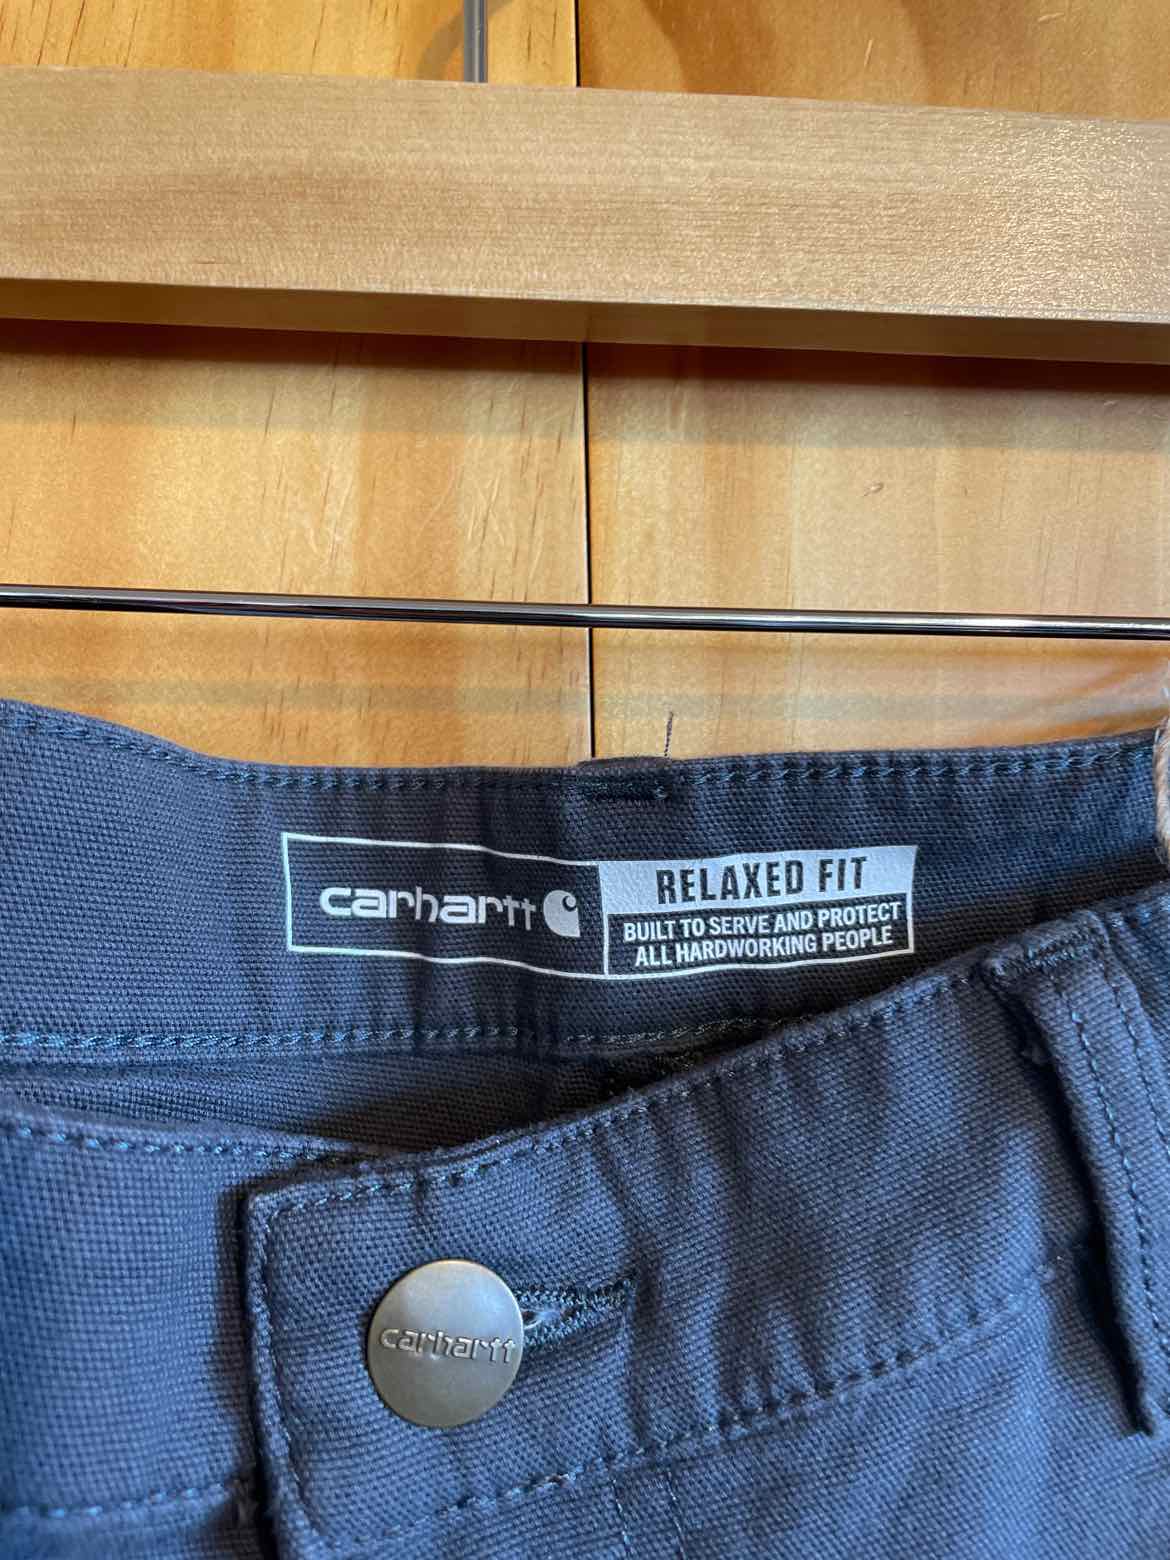 carhartt
RELAXED FIT
BUILT TO SERVE AND PROTECT
ALL HARDWORKING PEOPLE
carhartt